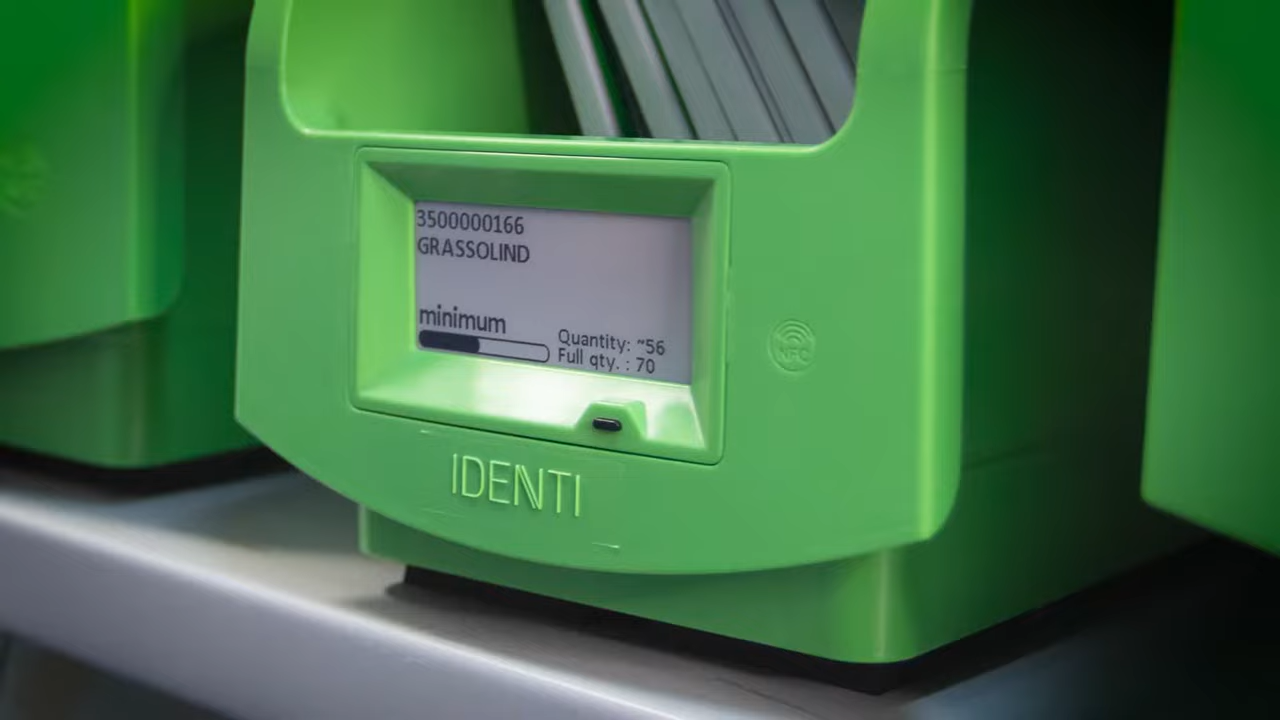 3500000166
GRASSOLIND
minimum
Quantity: ~56
Full qty. : 70
NFC
IDENTI